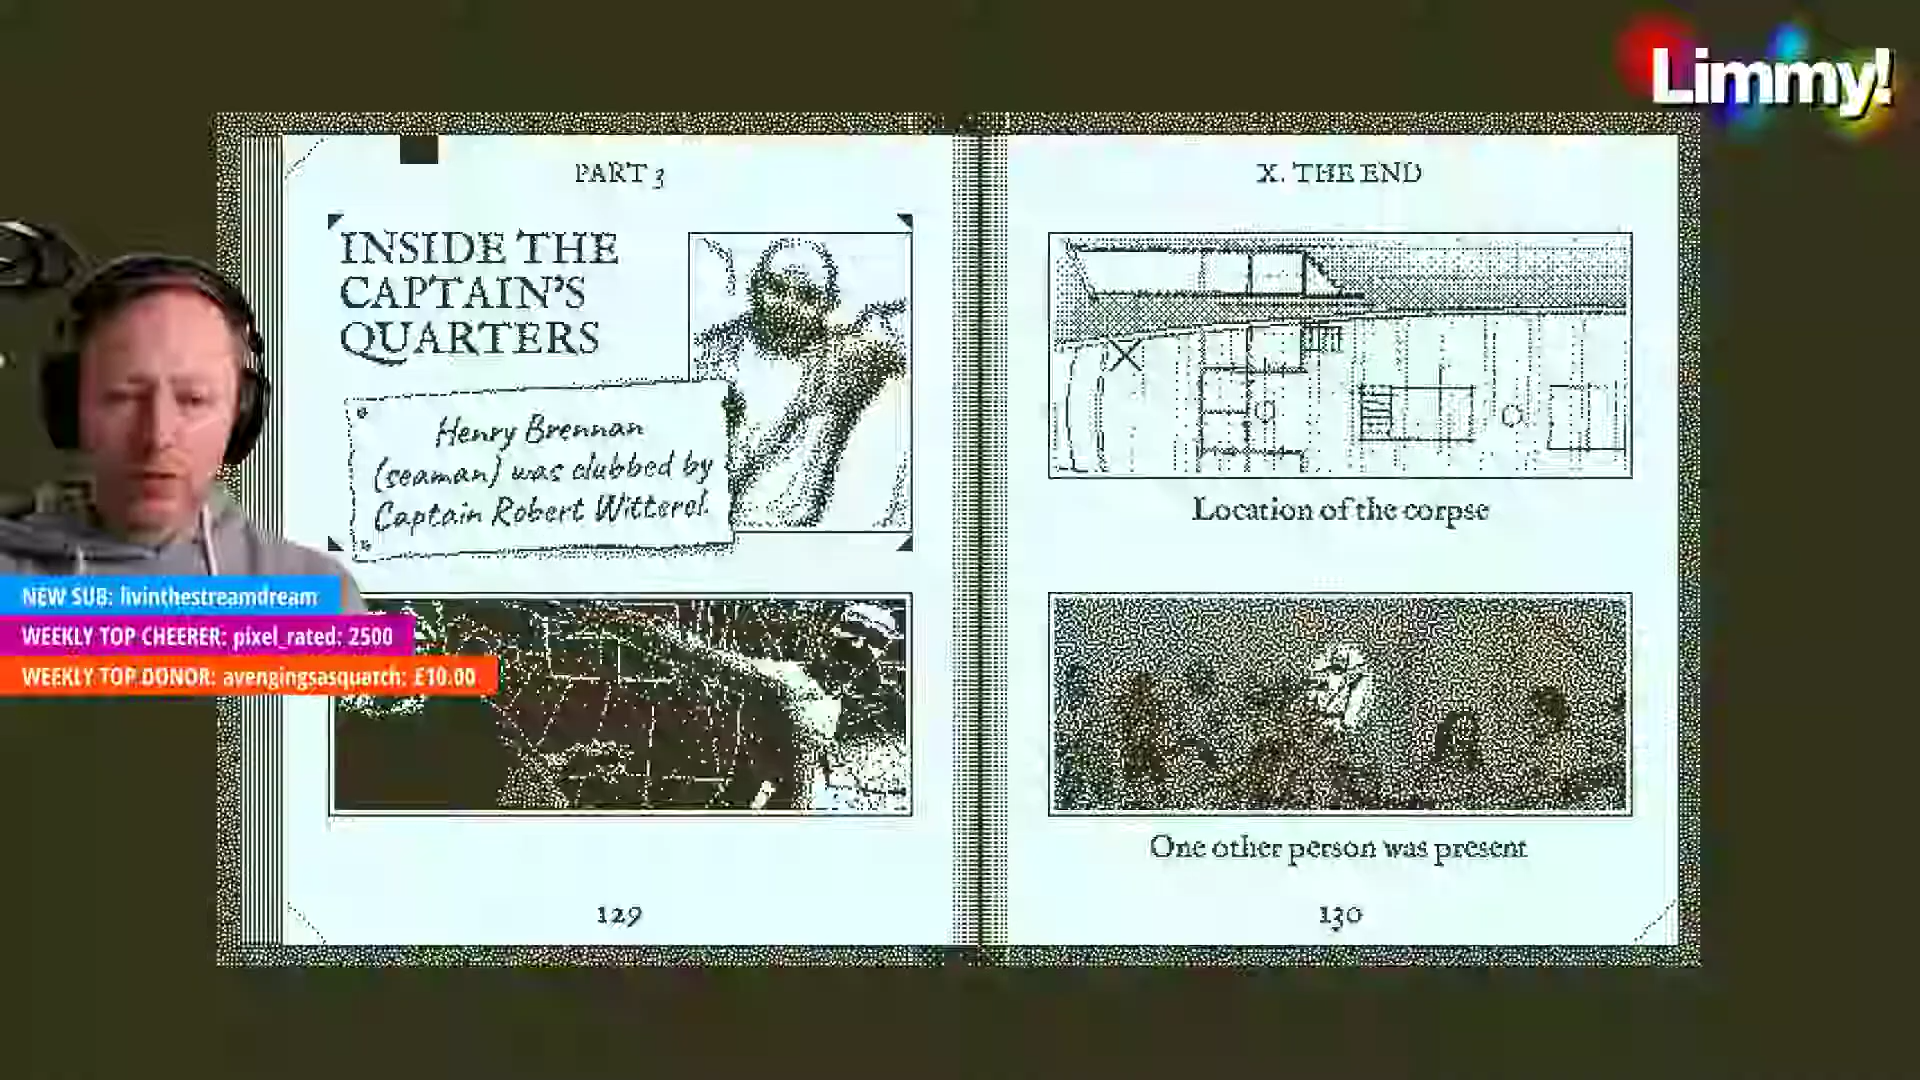 Limmy!
PART 3
INSIDE THE
CAPTAIN'S
QUARTERS
Henry Brennan
(seaman) was clubbed by
Captain Robert Witterel.
129
X. THE END
Location of the corpse
One other person was present
130
NEW SUB: livinthestreamdream
WEEKLY TOP CHEERER: pixel_rated: 2500
WEEKLY TOP DONOR: avengingsasquatch: £10.00